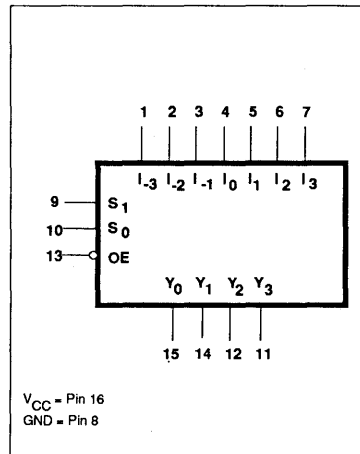 1 2 3 4 5 6 7
I-3 I-2 I-1 I0 I1 I2 I3
9 S1
10 S0
13 OE
Y0 Y1 Y2 Y3
15 14 12 11
VCC = Pin 16
GND = Pin 8